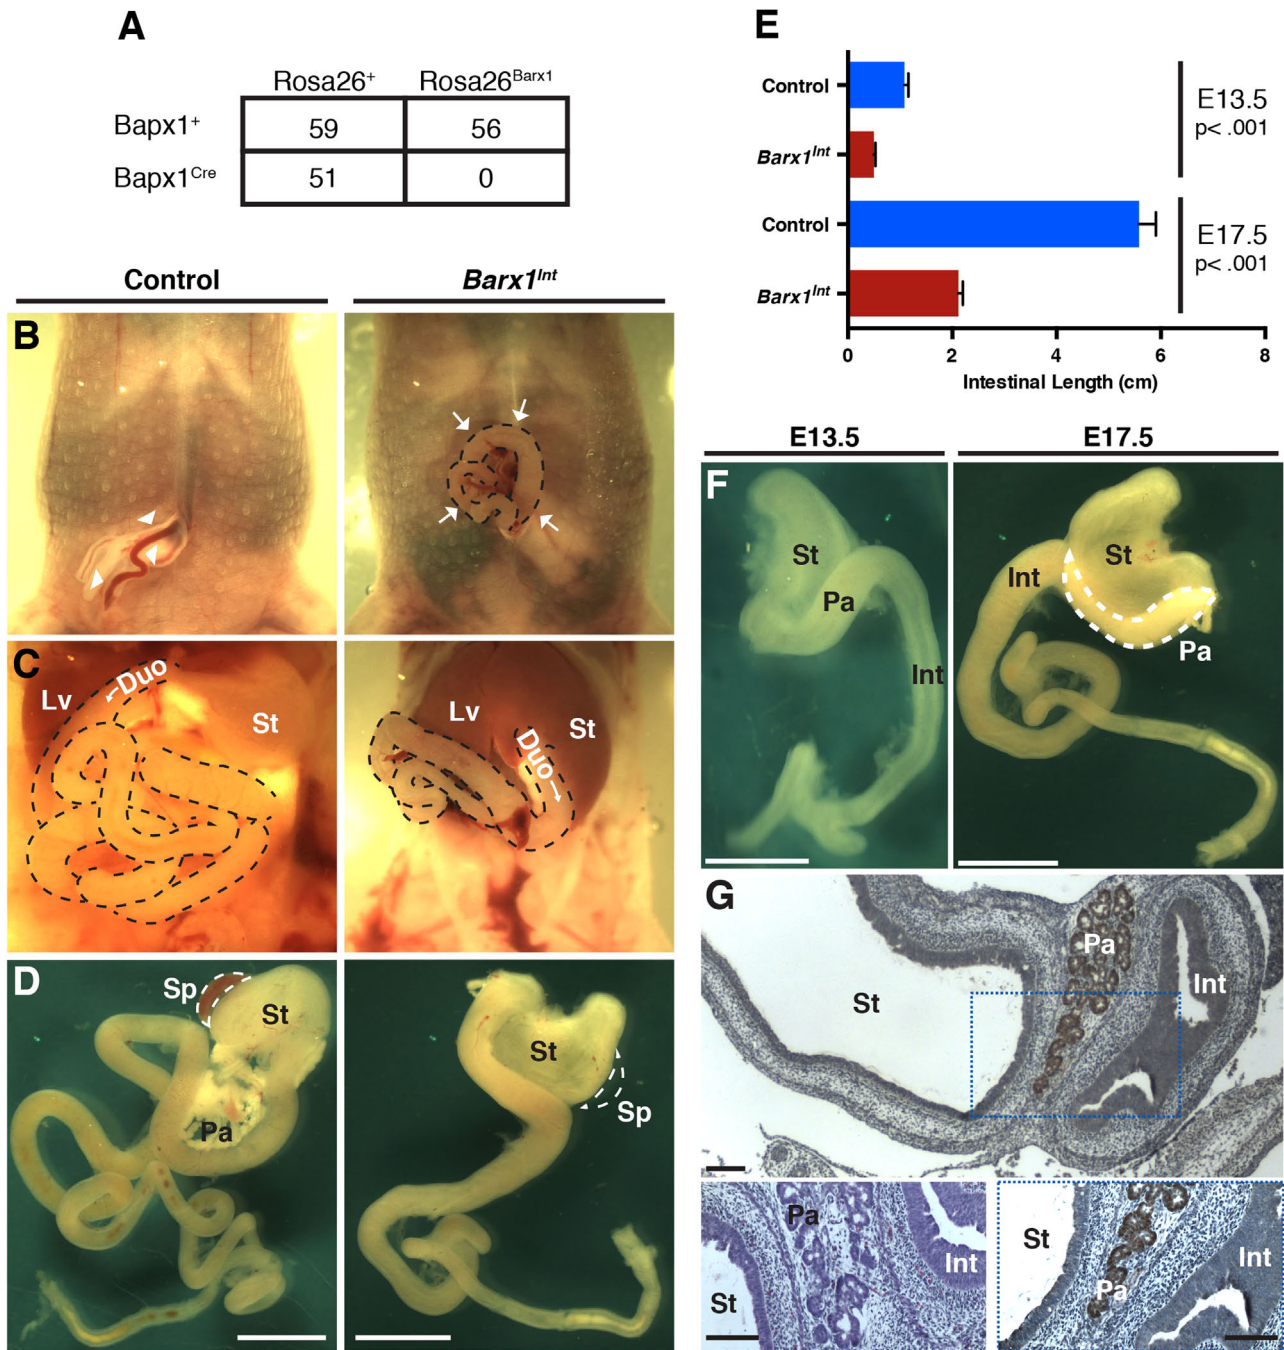 A
Rosa26+ Rosa26Barx1
Bapx1+ 59 56
Bapx1Cre 51 0
Control Barx1Int
B
C
Lv Duo St
Lv Duo St
D
Sp St Pa
St Sp
E
Control
Barx1Int
E13.5
p< .001
Control
Barx1Int
E17.5
p< .001
0 2 4 6 8
Intestinal Length (cm)
E13.5 E17.5
F
St Pa Int
Int St Pa
G
St Pa Int
Pa Int St
St Pa Int